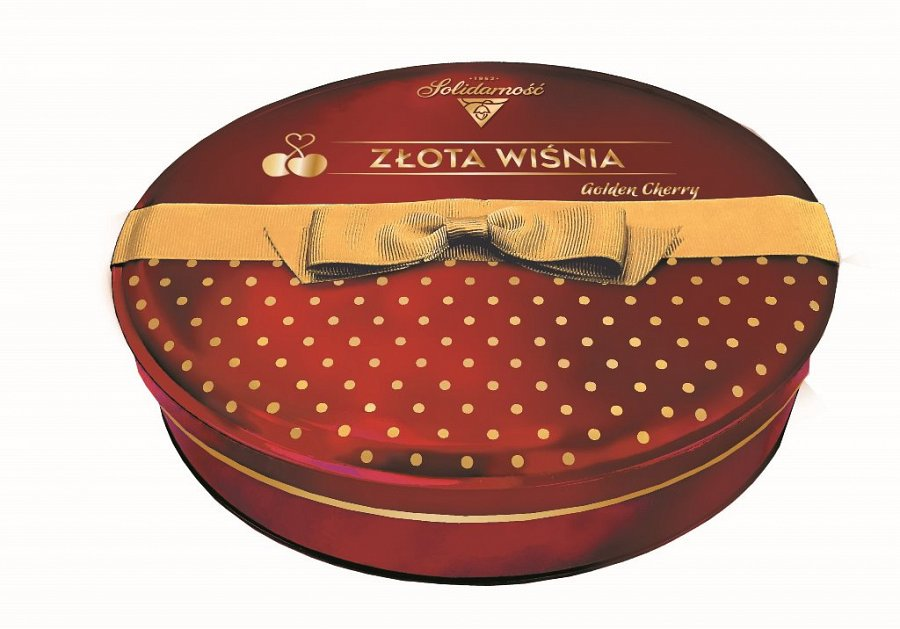 • 1952 •
Solidarność
ZŁOTA WIŚNIA
Golden Cherry